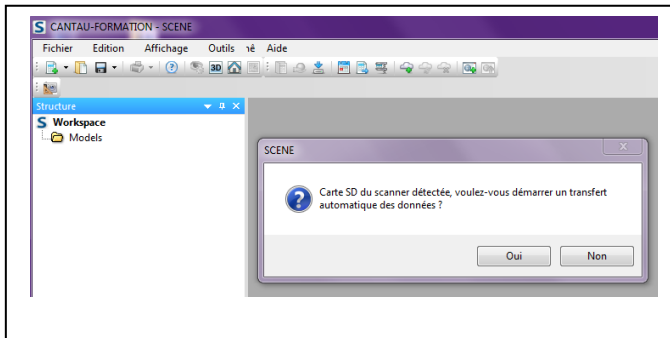 CANTAU-FORMATION - SCENE
Fichier Edition Affichage Outils ?é Aide
3D
Structure
Workspace
Models
SCENE
Carte SD du scanner détectée, voulez-vous démarrer un transfert
automatique des données ?
Oui Non